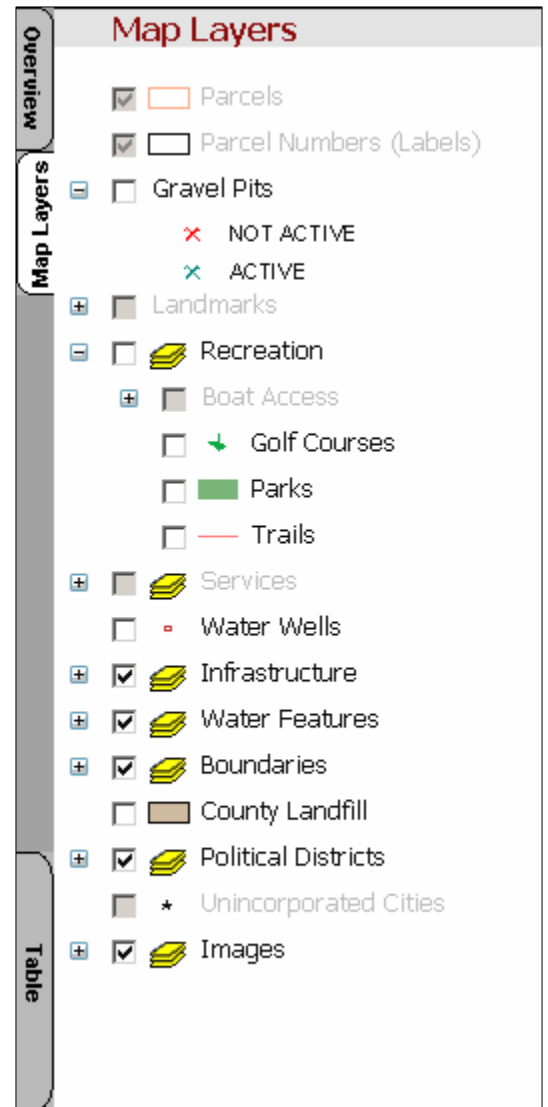 Overview
Map Layers
Table
Map Layers
Parcels
Parcel Numbers (Labels)
Gravel Pits
NOT ACTIVE
ACTIVE
Landmarks
Recreation
Boat Access
Golf Courses
Parks
Trails
Services
Water Wells
Infrastructure
Water Features
Boundaries
County Landfill
Political Districts
Unincorporated Cities
Images